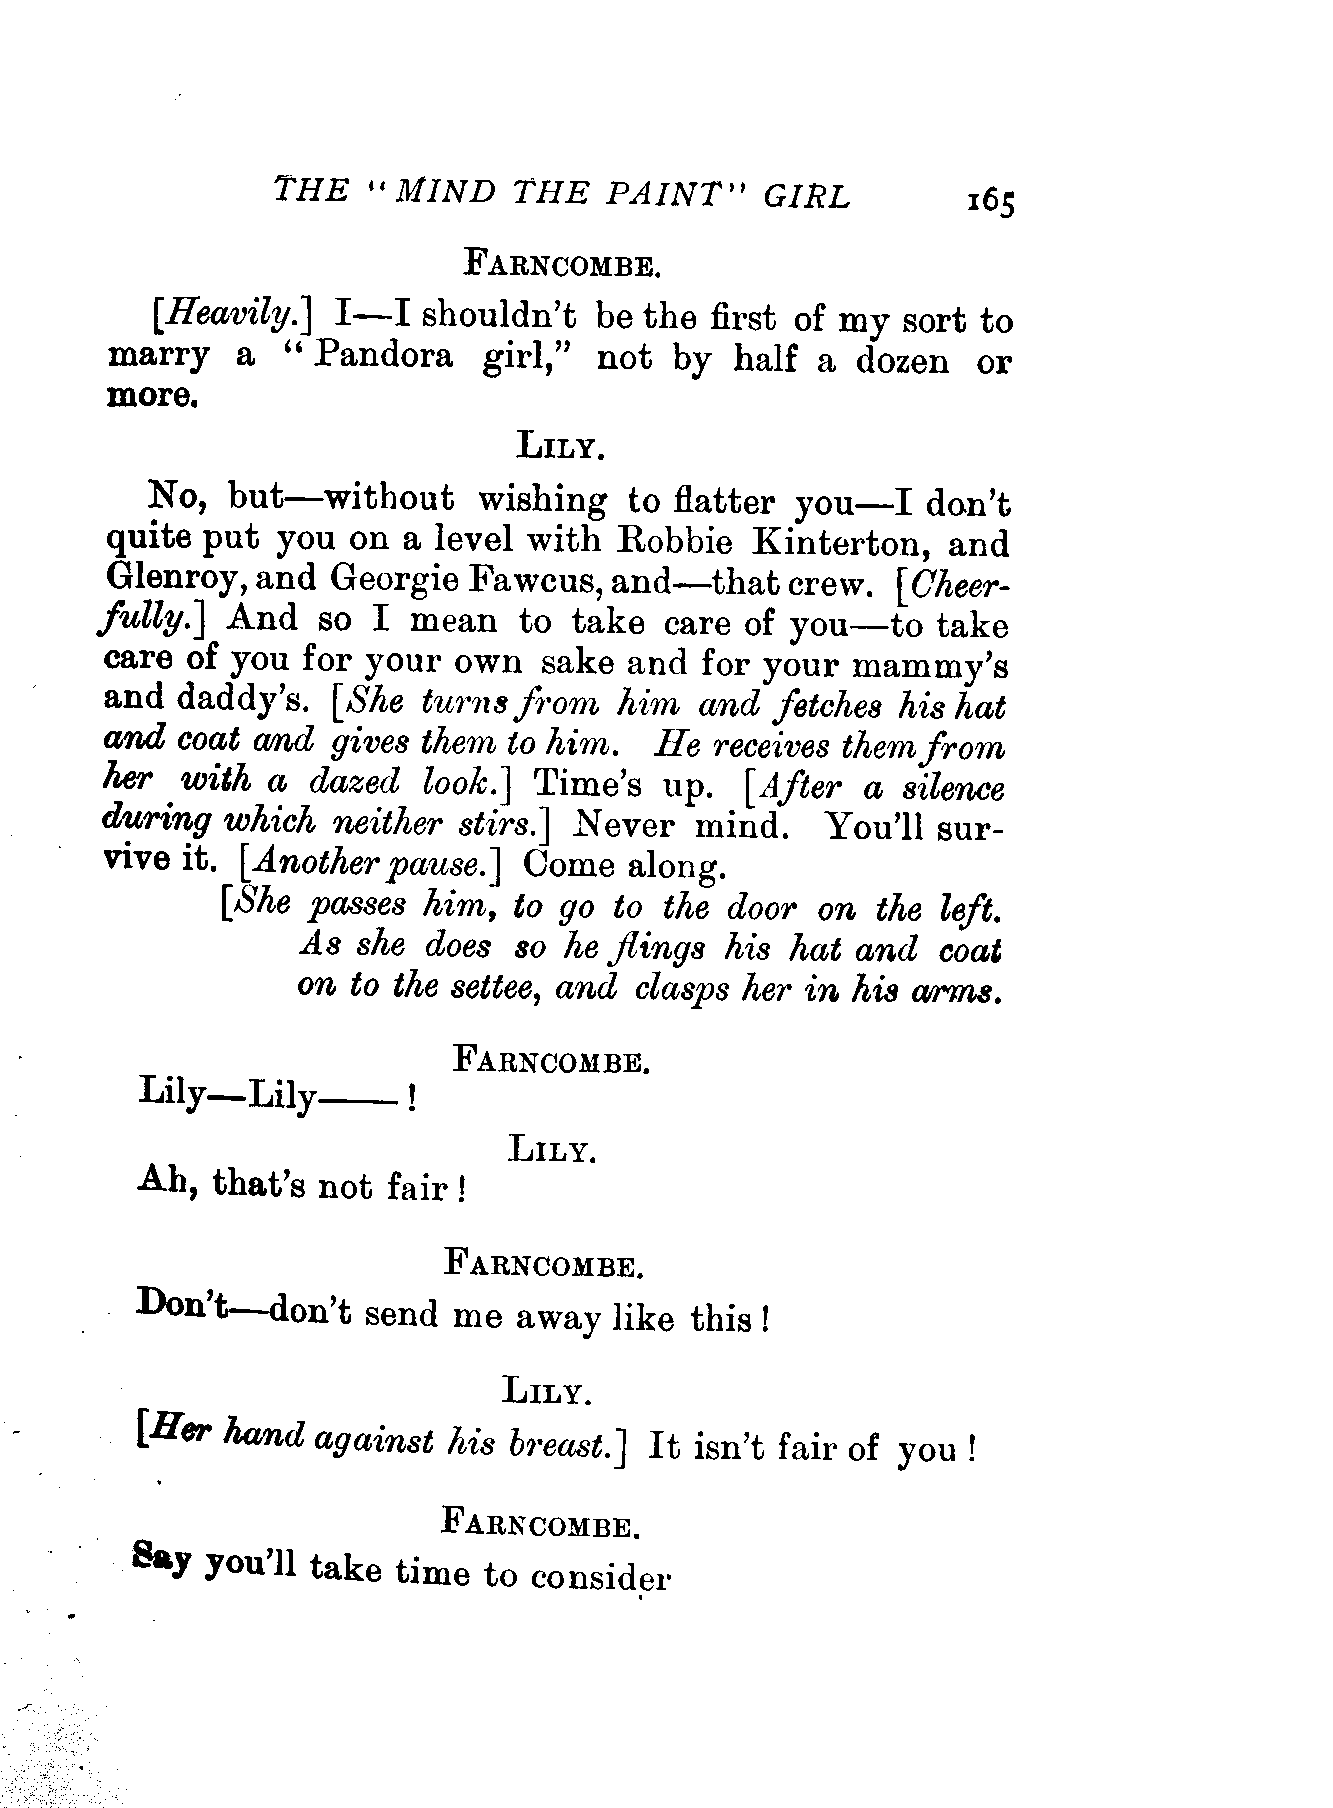 THE "MIND THE PAINT" GIRL 165
FARNCOMBE.
[Heavily.] I—I shouldn't be the first of my sort to
marry a "Pandora girl," not by half a dozen or
more.
LILY.
No, but—without wishing to flatter you—I don't
quite put you on a level with Robbie Kinterton, and
Glenroy, and Georgie Fawcus, and—that crew. [Cheer-
fully.] And so I mean to take care of you—to take
care of you for your own sake and for your mammy's
and daddy's. [She turns from him and fetches his hat
and coat and gives them to him. He receives them from
her with a dazed look.] Time's up. [After a silence
during which neither stirs.] Never mind. You'll sur-
vive it. [Another pause.] Come along.
[She passes him, to go to the door on the left.
As she does so he flings his hat and coat
on to the settee, and clasps her in his arms.
FARNCOMBE.
Lily—Lily——!
LILY.
Ah, that's not fair!
FARNCOMBE.
Don't—don't send me away like this!
LILY.
[Her hand against his breast.] It isn't fair of you!
FARNCOMBE.
Say you'll take time to consider